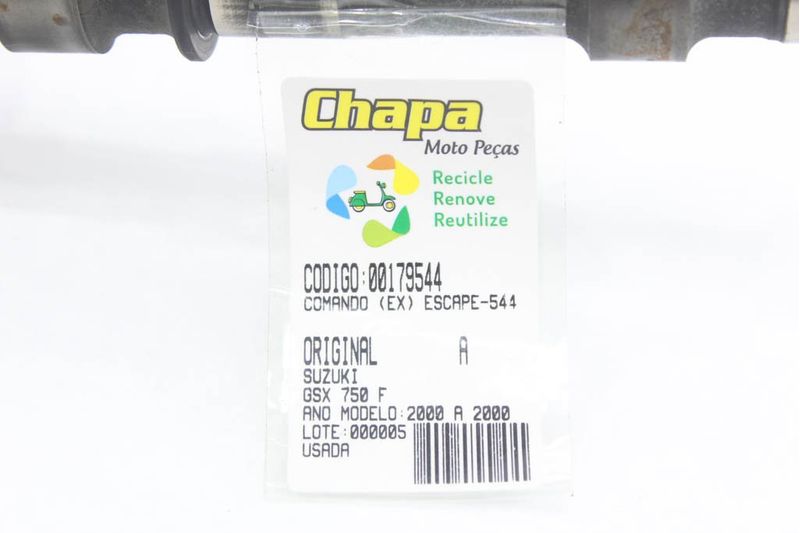 Chapa
Moto Peças
Recicle
Renove
Reutilize
CODIGO:00179544
COMANDO (EX) ESCAPE-544
ORIGINAL A
SUZUKI
GSX 750 F
ANO MODELO:2000 A 2000
LOTE:000005
USADA